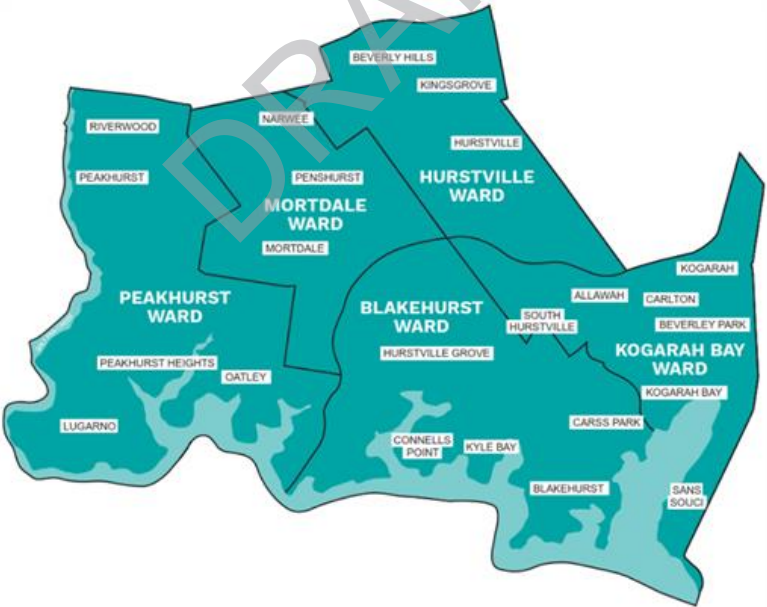 BEVERLY HILLS
KINGSGROVE
NARWEE
RIVERWOOD
HURSTVILLE
PEAKHURST
PENSHURST
HURSTVILLE
WARD
MORTDALE
WARD
MORTDALE
KOGARAH
ALLAWAH
CARLTON
PEAKHURST
WARD
BLAKEHURST
WARD
SOUTH
HURSTVILLE
BEVERLEY PARK
HURSTVILLE GROVE
KOGARAH BAY
WARD
PEAKHURST HEIGHTS
OATLEY
KOGARAH BAY
LUGARNO
CARSS PARK
CONNELLS
POINT
KYLE BAY
BLAKEHURST
SANS
SOUCI